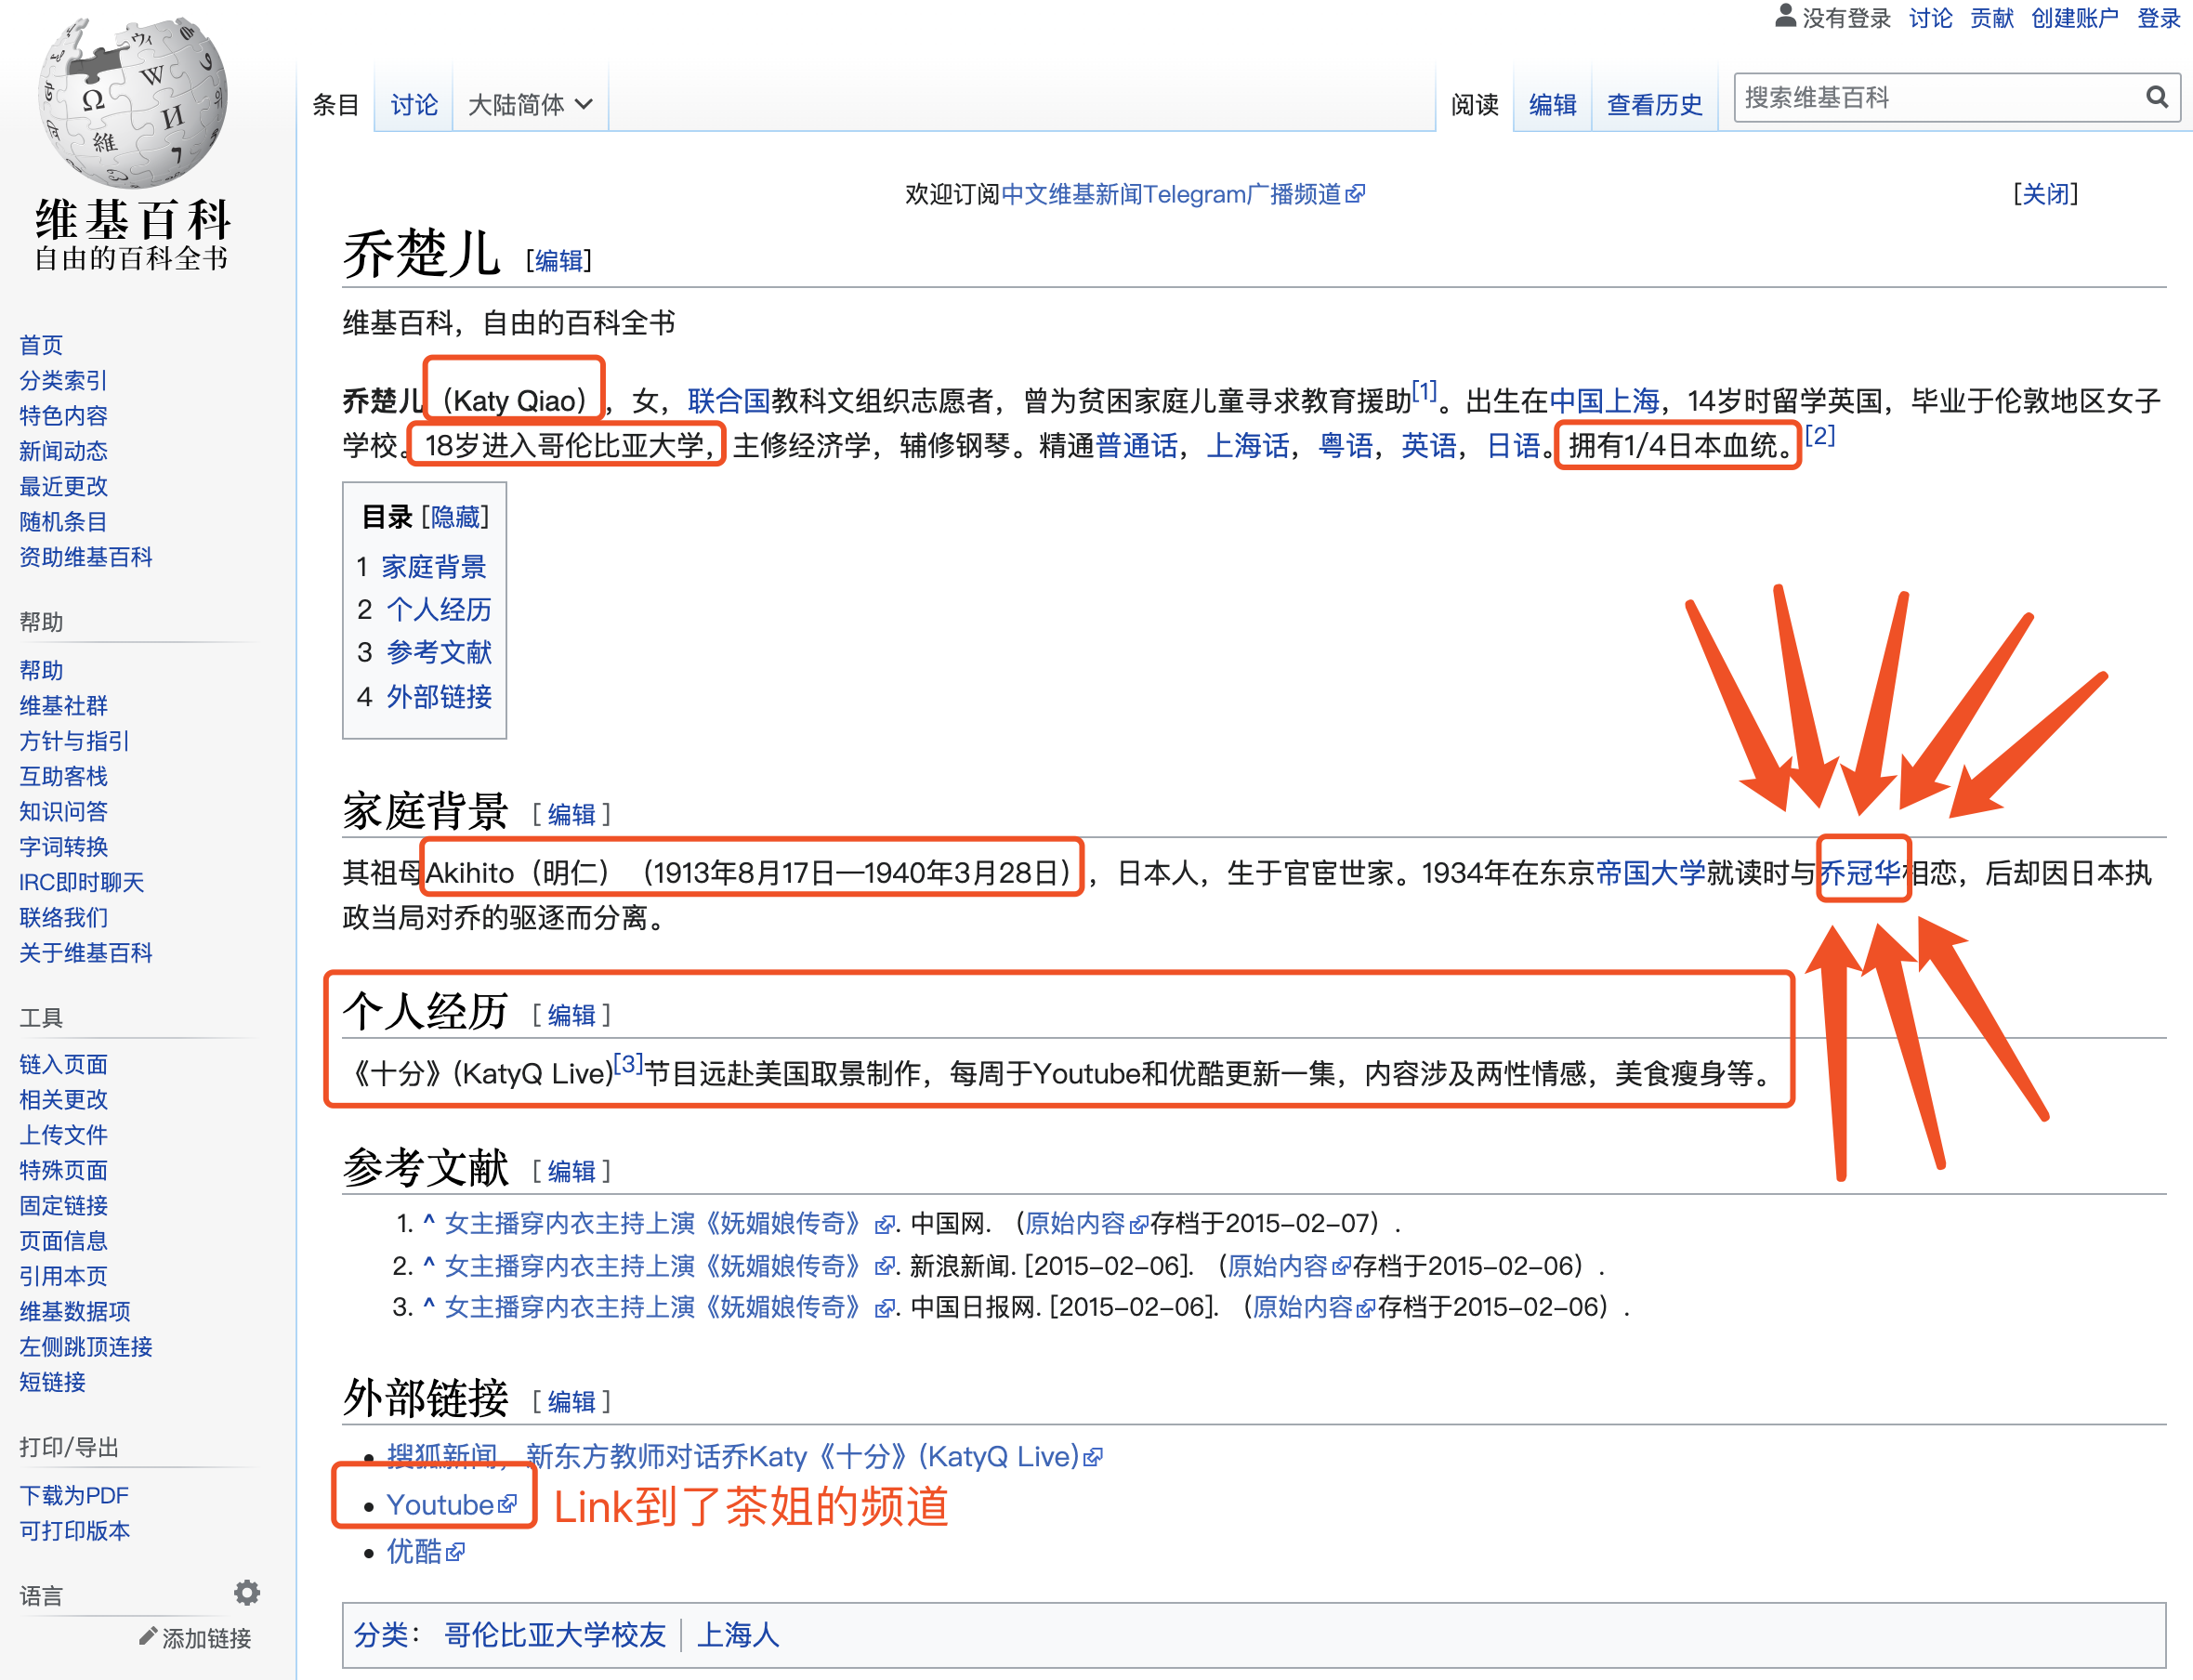 没有登录 讨论 贡献 创建账户 登录
条目 讨论 大陆简体 阅读 编辑 查看历史 搜索维基百科
维基百科
自由的百科全书
首页
分类索引
特色内容
新闻动态
最近更改
随机条目
资助维基百科
帮助
帮助
维基社群
方针与指引
互助客栈
知识问答
字词转换
IRC即时聊天
联络我们
关于维基百科
工具
链入页面
相关更改
上传文件
特殊页面
固定链接
页面信息
引用本页
维基数据项
左侧跳顶连接
短链接
打印/导出
下载为PDF
可打印版本
语言
添加链接
欢迎订阅中文维基新闻Telegram广播频道 [关闭]
乔楚儿 [编辑]
维基百科，自由的百科全书
乔楚儿（Katy Qiao），女，联合国教科文组织志愿者，曾为贫困家庭儿童寻求教育援助[1]。出生在中国上海，14岁时留学英国，毕业于伦敦地区女子
学校。18岁进入哥伦比亚大学，主修经济学，辅修钢琴。精通普通话，上海话，粤语，英语，日语。拥有1/4日本血统。[2]
目录 [隐藏]
1 家庭背景
2 个人经历
3 参考文献
4 外部链接
家庭背景 [编辑]
其祖母Akihito（明仁）（1913年8月17日—1940年3月28日），日本人，生于官宦世家。1934年在东京帝国大学就读时与乔冠华相恋，后却因日本执
政当局对乔的驱逐而分离。
个人经历 [编辑]
《十分》(KatyQ Live)[3]节目远赴美国取景制作，每周于Youtube和优酷更新一集，内容涉及两性情感，美食瘦身等。
参考文献 [编辑]
1. ^ 女主播穿内衣主持上演《妩媚娘传奇》. 中国网. （原始内容存档于2015-02-07）.
2. ^ 女主播穿内衣主持上演《妩媚娘传奇》. 新浪新闻. [2015-02-06]. （原始内容存档于2015-02-06）.
3. ^ 女主播穿内衣主持上演《妩媚娘传奇》. 中国日报网. [2015-02-06]. （原始内容存档于2015-02-06）.
外部链接 [编辑]
• 搜狐新闻，新东方教师对话乔Katy《十分》(KatyQ Live)
• Youtube Link到了茶姐的频道
• 优酷
分类： 哥伦比亚大学校友 | 上海人